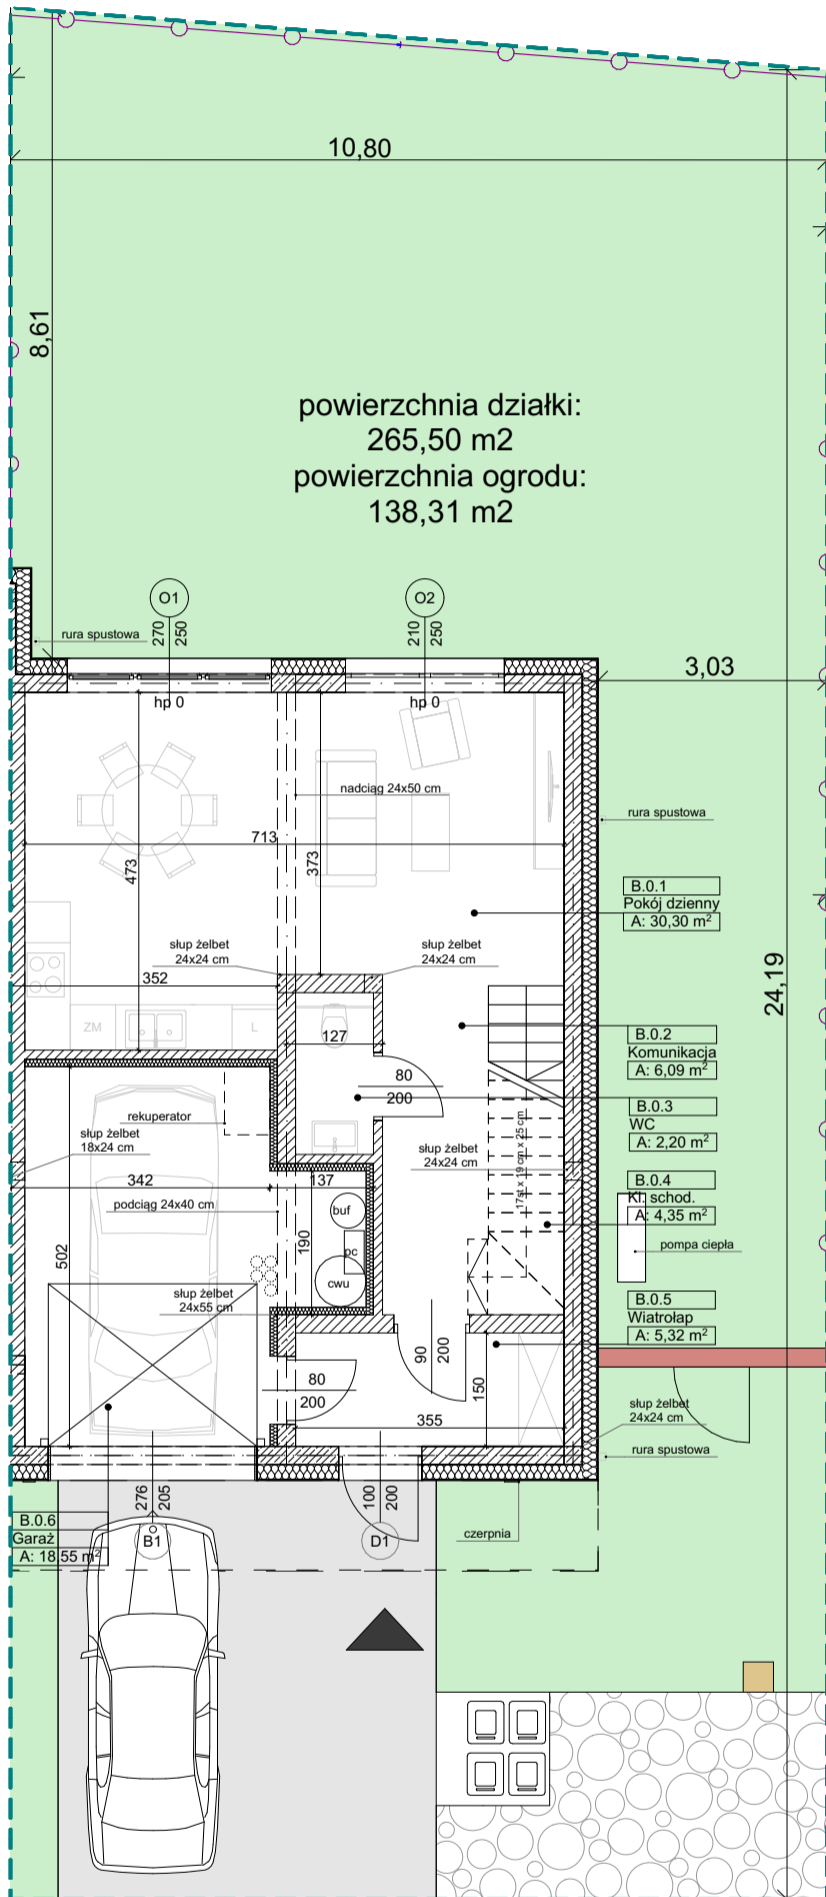 10,80
8,61
powierzchnia działki:
265,50 m2
powierzchnia ogrodu:
138,31 m2
O1
270
250
O2
210
250
rura spustowa
3,03
hp 0
hp 0
nadciąg 24x50 cm
rura spustowa
713
473
373
B.0.1
Pokój dzienny
A: 30,30 m²
słup żelbet
24x24 cm
słup żelbet
24x24 cm
352
24,19
ZM
L
127
B.0.2
Komunikacja
A: 6,09 m²
80
200
B.0.3
WC
A: 2,20 m²
rekuperator
słup żelbet
18x24 cm
słup żelbet
24x24 cm
17st x 19 cm x 25 cm
342
137
B.0.4
Kl. schod.
A: 4,35 m²
podciąg 24x40 cm
buf
190
pc
cwu
502
pompa ciepła
słup żelbet
24x55 cm
B.0.5
Wiatrołap
A: 5,32 m²
90
200
80
200
150
355
słup żelbet
24x24 cm
rura spustowa
276
205
100
200
B.0.6
Garaż
A: 18,55 m²
B1
D1
czerpnia